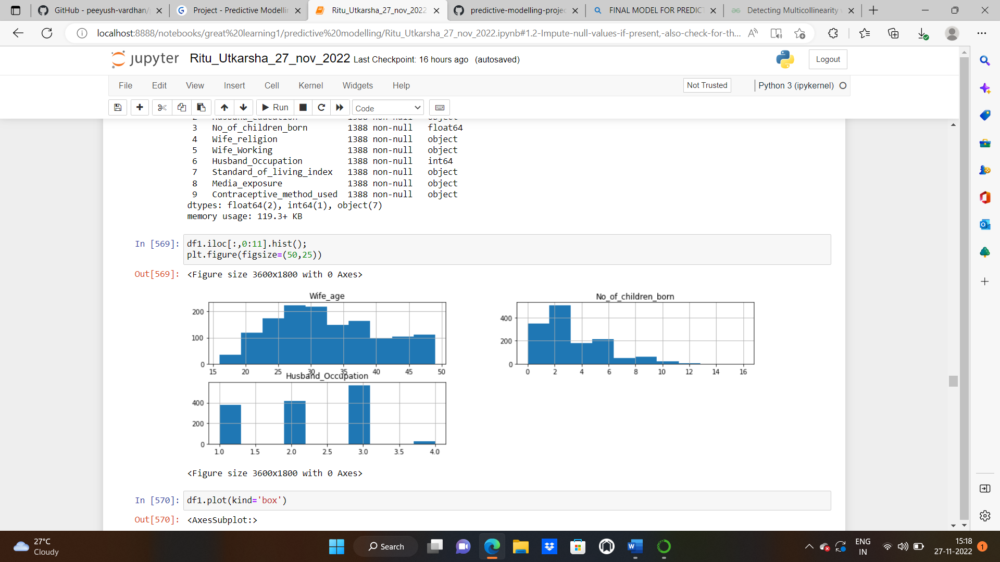 GitHub - peeyush-vardhan/
Project - Predictive Modellin
Ritu_Utkarsha_27_nov_2022
predictive-modelling-projec
FINAL MODEL FOR PREDICT
Detecting Multicollinearity
localhost:8888/notebooks/great%20learning1/predictive%20modelling/Ritu_Utkarsha_27_nov_2022.ipynb#1.2-Impute-null-values-if-present,-also-check-for-th...
jupyter Ritu_Utkarsha_27_nov_2022 Last Checkpoint: 16 hours ago (autosaved)
Logout
File Edit View Insert Cell Kernel Widgets Help
Not Trusted
Python 3 (ipykernel)
Run
Code
2 Husband_education 1388 non-null object
3 No_of_children_born 1388 non-null float64
4 Wife_religion 1388 non-null object
5 Wife_Working 1388 non-null object
6 Husband_Occupation 1388 non-null int64
7 Standard_of_living_index 1388 non-null object
8 Media_exposure 1388 non-null object
9 Contraceptive_method_used 1388 non-null object
dtypes: float64(2), int64(1), object(7)
memory usage: 119.3+ KB
In [569]: df1.iloc[:,0:11].hist();
plt.figure(figsize=(50,25))
Out[569]: <Figure size 3600x1800 with 0 Axes>
Wife_age
200
100
0
15 20 25 30 35 40 45 50
No_of_children_born
400
200
0
0 2 4 6 8 10 12 14 16
Husband_Occupation
400
200
0
1.0 1.5 2.0 2.5 3.0 3.5 4.0
<Figure size 3600x1800 with 0 Axes>
In [570]: df1.plot(kind='box')
Out[570]: <AxesSubplot:>
27°C
Cloudy
Search
ENG
IN
15:18
27-11-2022
1